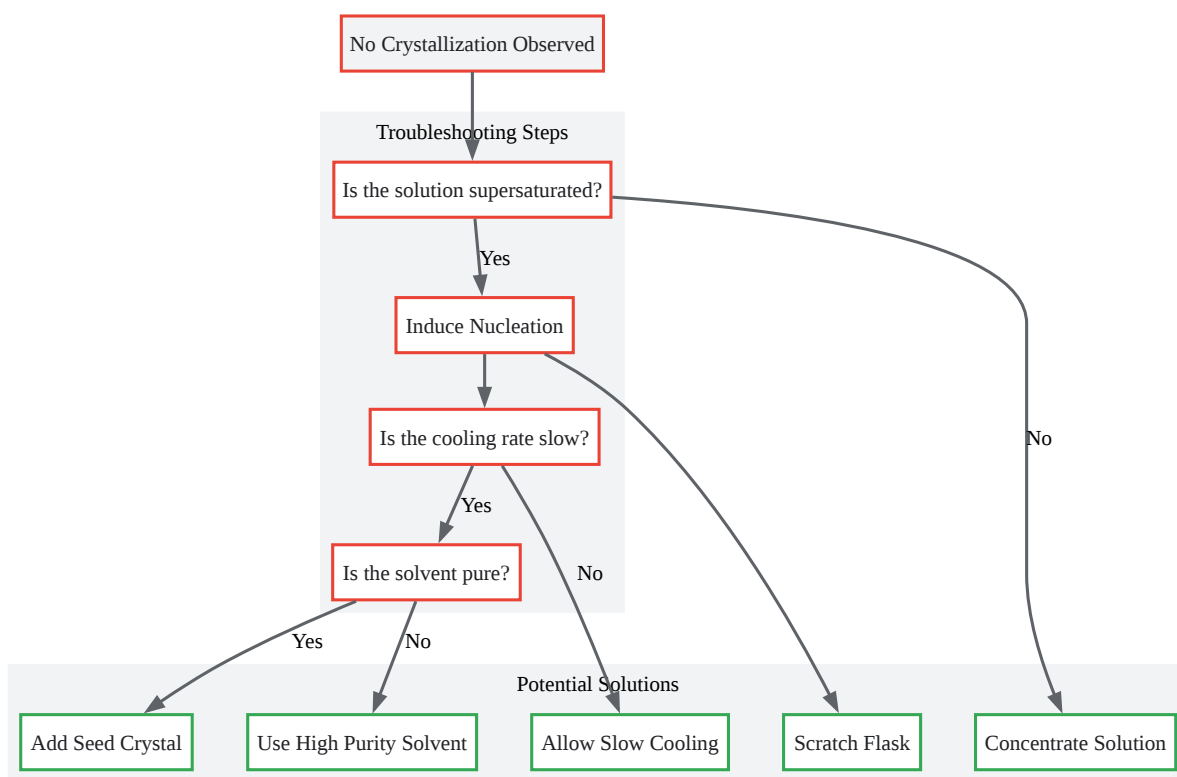 No Crystallization Observed
Troubleshooting Steps
Is the solution supersaturated?
Yes
Induce Nucleation
Is the cooling rate slow?
No
Yes
Is the solvent pure?
No
Yes
No
Potential Solutions
Add Seed Crystal
Use High Purity Solvent
Allow Slow Cooling
Scratch Flask
Concentrate Solution